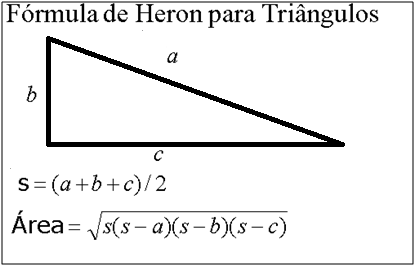 Fórmula de Heron para Triângulos
a
b
c
s = (a + b + c) / 2
Área = √s(s − a)(s − b)(s − c)